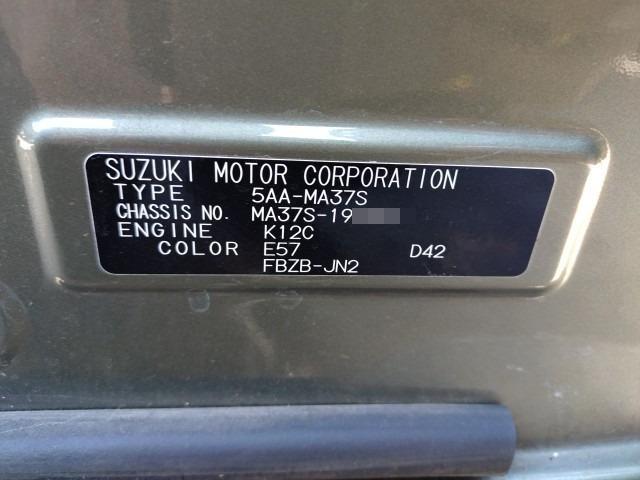 SUZUKI MOTOR CORPORATION
TYPE 5AA-MA37S
CHASSIS NO. MA37S-19
ENGINE K12C
COLOR E57 D42
FBZB-JN2